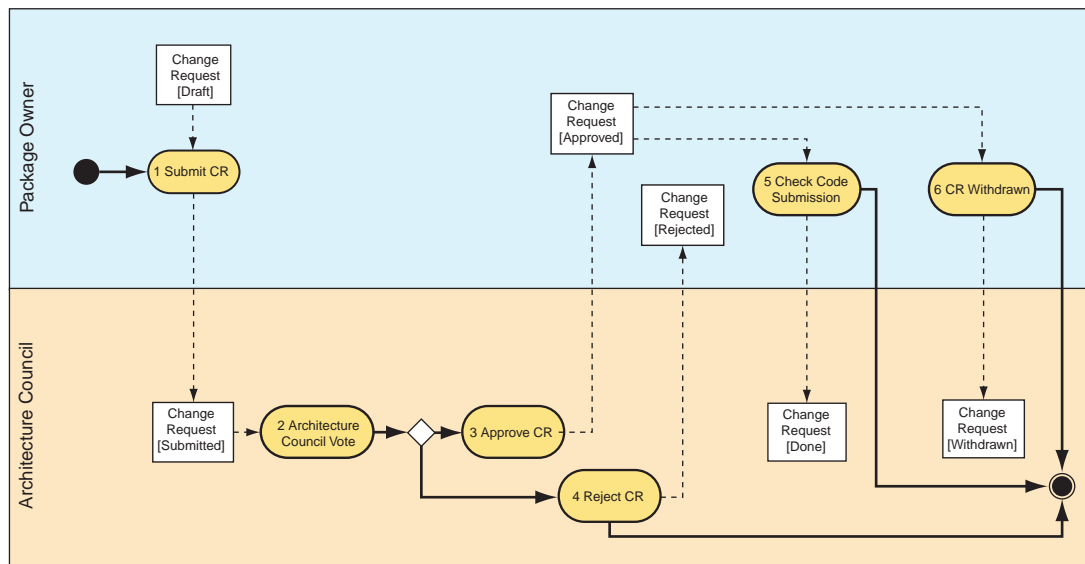 Package Owner
Change
Request
[Draft]
1 Submit CR
Change
Request
[Approved]
Change
Request
[Rejected]
5 Check Code
Submission
6 CR Withdrawn
Architecture Council
Change
Request
[Submitted]
2 Architecture
Council Vote
3 Approve CR
4 Reject CR
Change
Request
[Done]
Change
Request
[Withdrawn]